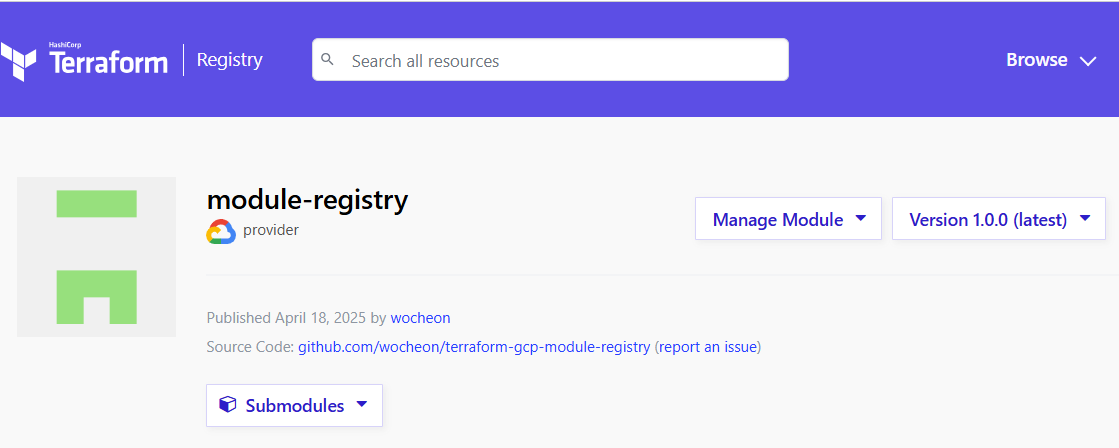 HashiCorp
Terraform Registry
Search all resources
Browse
module-registry
provider
Manage Module
Version 1.0.0 (latest)
Published April 18, 2025 by wocheon
Source Code: github.com/wocheon/terraform-gcp-module-registry (report an issue)
Submodules